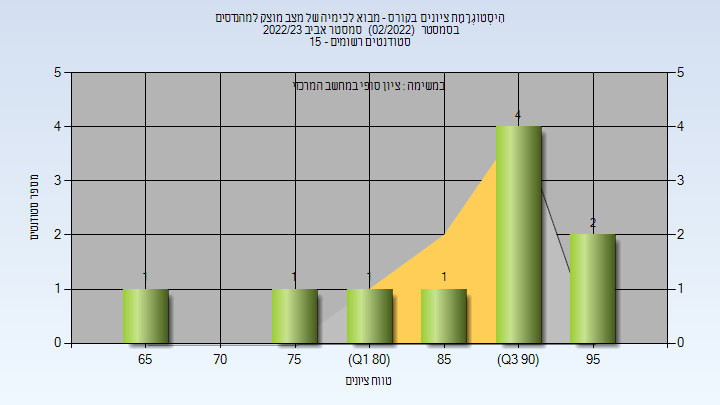 היסטוגרמת ציונים בקורס - מבוא לכימיה של מצב מוצק למהנדסים
בסמסטר (02/2022) סמסטר אביב 2022/23
סטודנטים רשומים - 15
במשימה : ציון סופי במחשב המרכזי
מספר סטודנטים
5 5
4 4
3 3
2 2
1 1
0 0
1 1 1 1 4 2
65 70 75 (Q1 80) 85 (Q3 90) 95
טווח ציונים